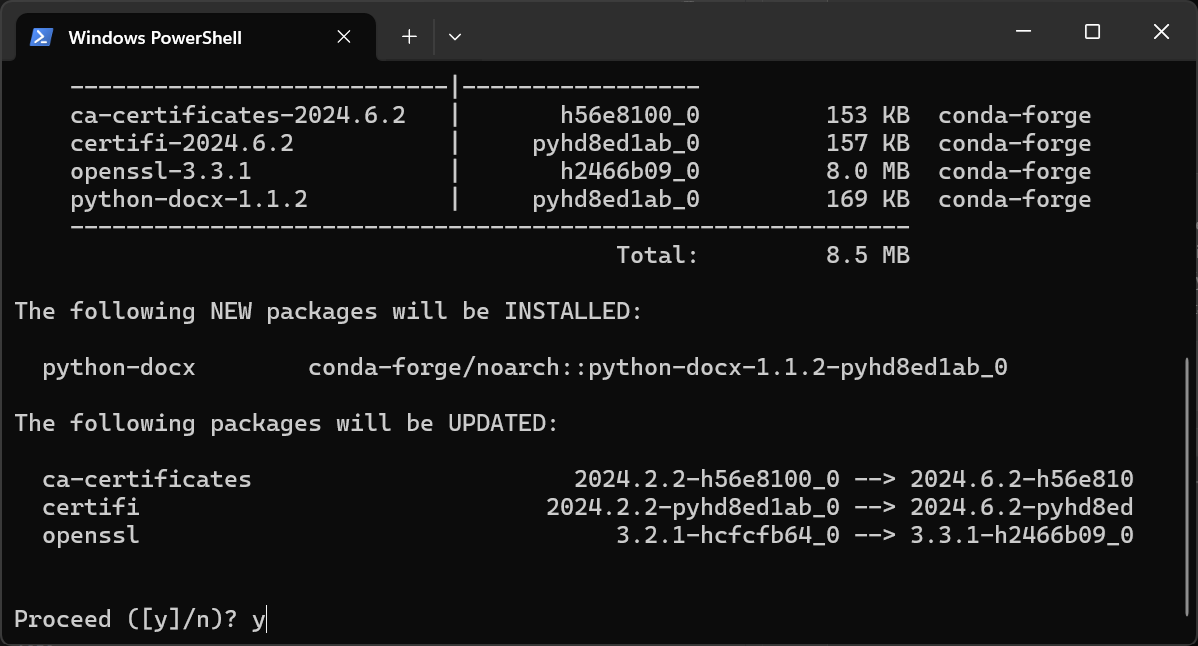 Windows PowerShell
---------------------------|-----------------
ca-certificates-2024.6.2 | h56e8100_0 153 KB conda-forge
certifi-2024.6.2 | pyhd8ed1ab_0 157 KB conda-forge
openssl-3.3.1 | h2466b09_0 8.0 MB conda-forge
python-docx-1.1.2 | pyhd8ed1ab_0 169 KB conda-forge
------------------------------------------------------------
Total: 8.5 MB
The following NEW packages will be INSTALLED:
python-docx conda-forge/noarch::python-docx-1.1.2-pyhd8ed1ab_0
The following packages will be UPDATED:
ca-certificates 2024.2.2-h56e8100_0 --> 2024.6.2-h56e810
certifi 2024.2.2-pyhd8ed1ab_0 --> 2024.6.2-pyhd8ed
openssl 3.2.1-hcfcfb64_0 --> 3.3.1-h2466b09_0
Proceed ([y]/n)? y